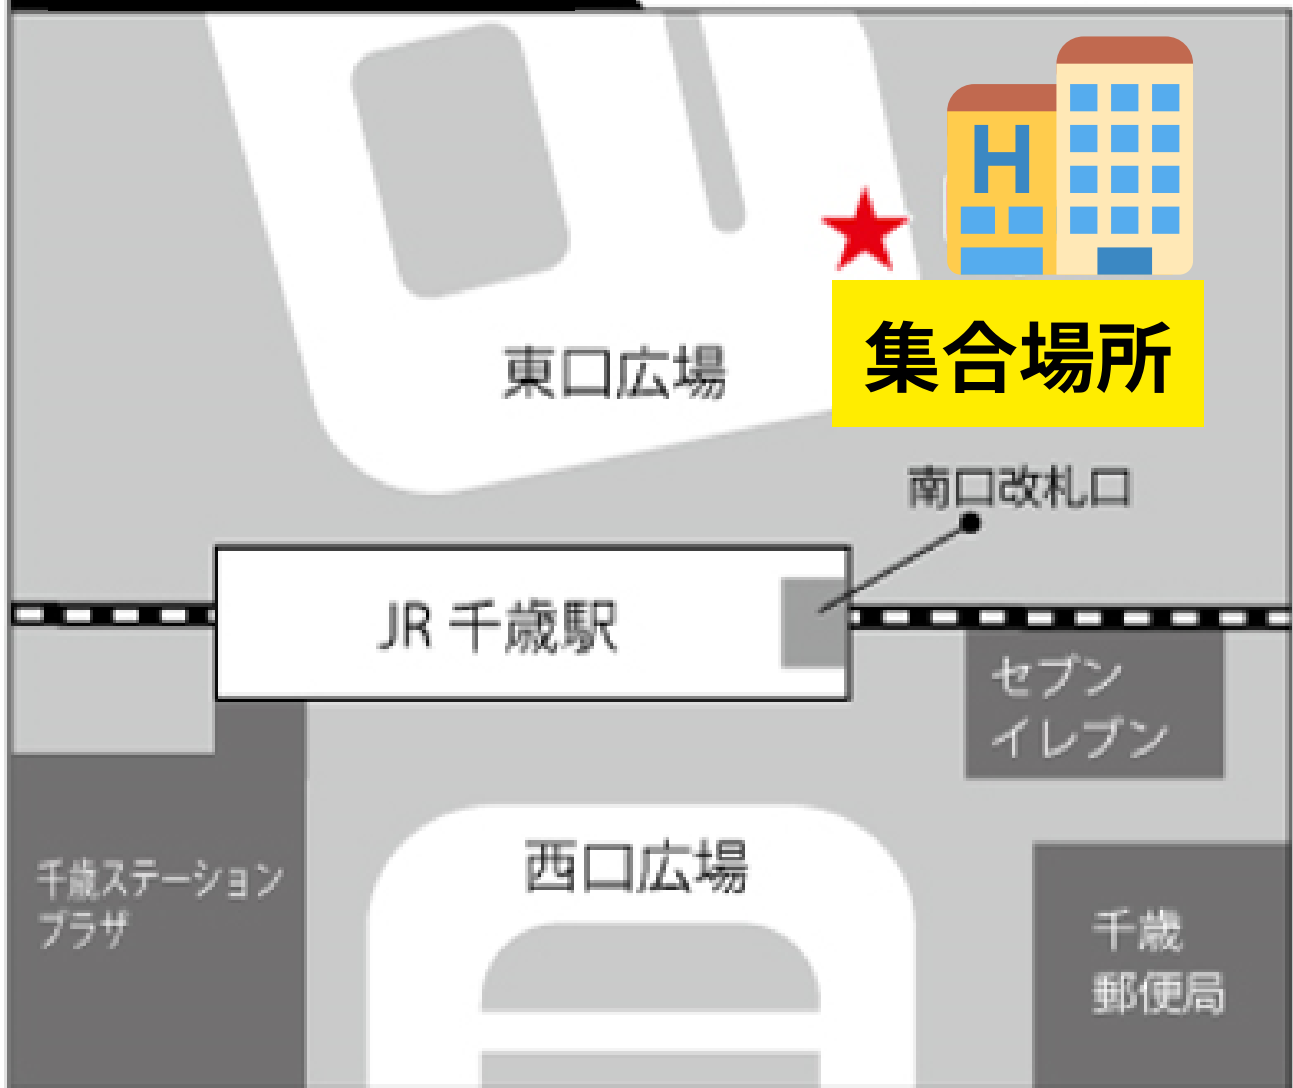 H
集合場所
東口広場
南口改札口
JR 千歳駅
セブン
イレブン
西口広場
千歳ステーション
プラザ
千歳
郵便局